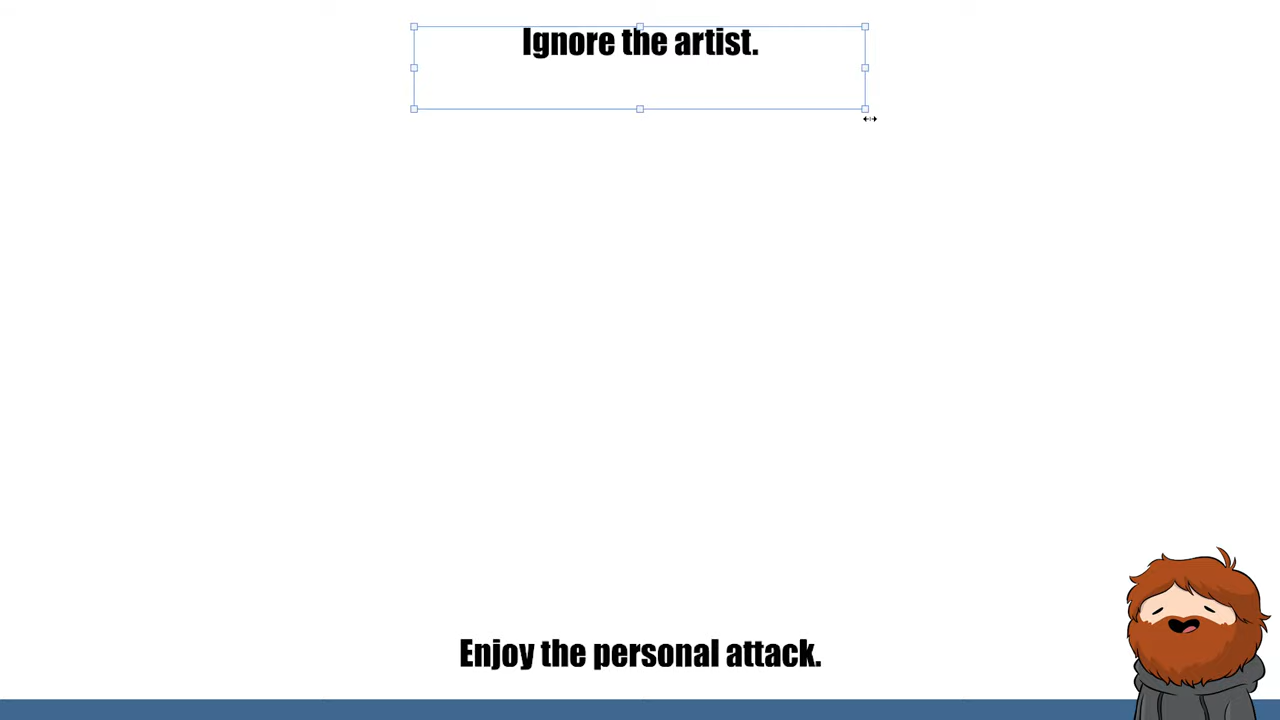 Ignore the artist.
Enjoy the personal attack.